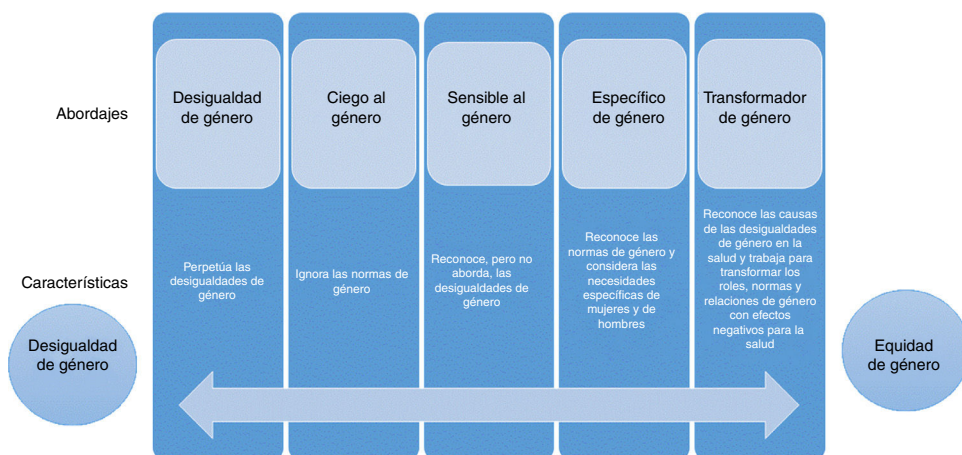 Abordajes
Desigualdad
de género
Ciego al
género
Sensible al
género
Específico
de género
Transformador
de género
Característicos
Perpetúa las
desigualdades de
género
Ignora las normas de
género
Reconoce, pero no
aborda, las
desigualdades de
género
Reconoce las
normas de género y
considera las
necesidades
específicas de
mujeres y de
hombres
Reconoce las causas
de las desigualdades
de género en la
salud y trabaja para
transformar los
roles, normas y
relaciones de género
con efectos
negativos para la
salud
Desigualdad
de género
Equidad
de género